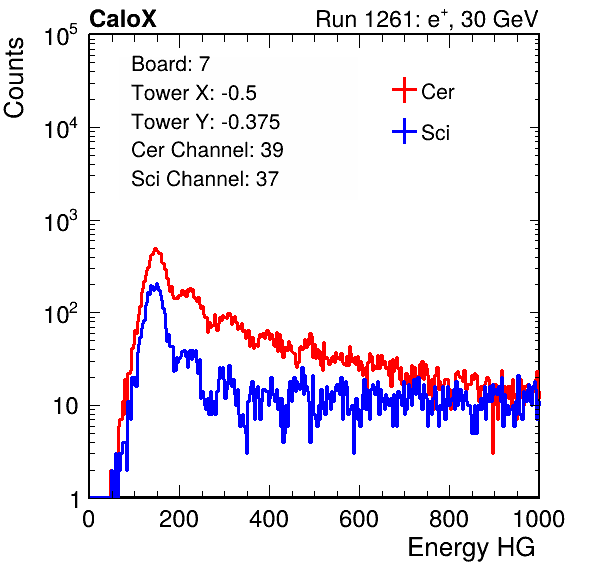 CaloX Run 1261: e⁺, 30 GeV
Board: 7
Tower X: -0.5
Tower Y: -0.375
Cer Channel: 39
Sci Channel: 37
Cer
Sci
Counts
10⁵
10⁴
10³
10²
10
1
0 200 400 600 800 1000
Energy HG